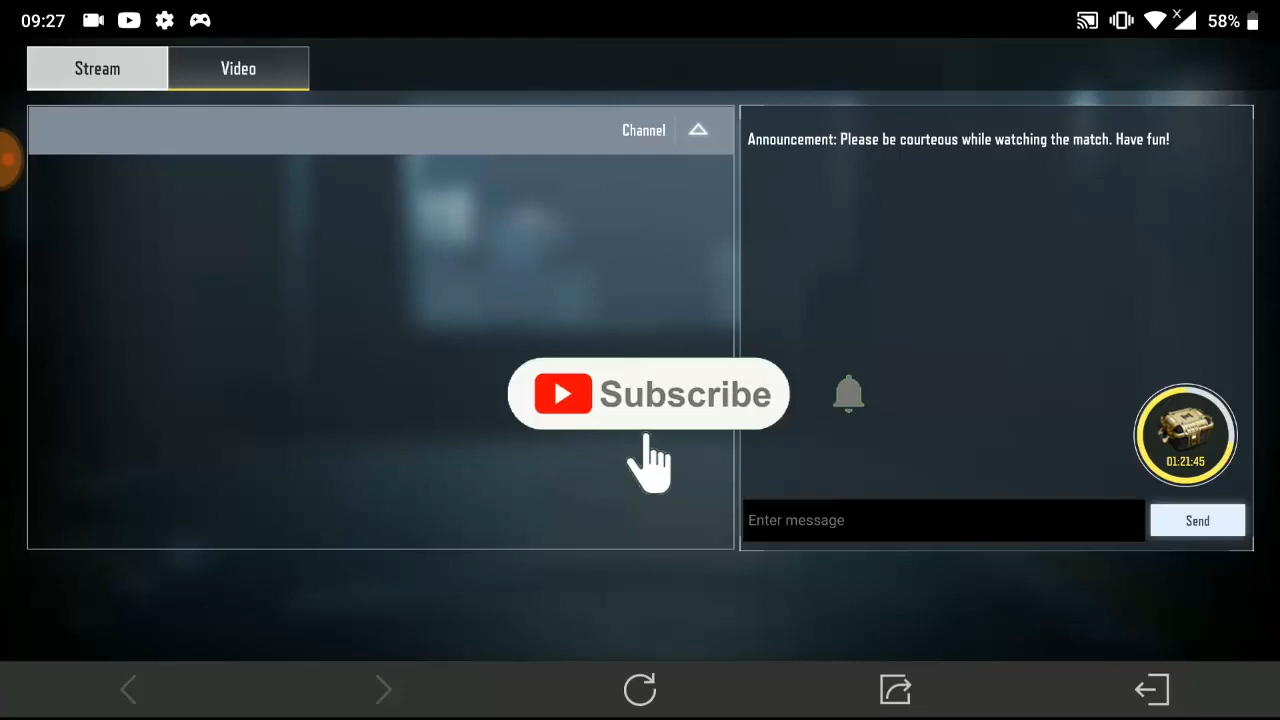 09:27
58%
Stream
Video
Channel
Announcement: Please be courteous while watching the match. Have fun!
Subscribe
01:21:45
Enter message
Send